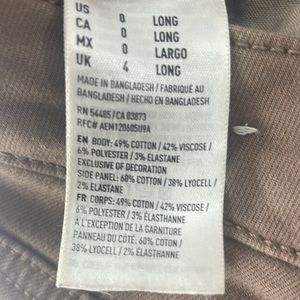 US 0 LONG
CA 0 LONG
MX 0 LARGO
UK 4 LONG
MADE IN BANGLADESH / FABRIQUÉ AU
BANGLADESH / HECHO EN BANGLADESH
RN 54485/CA 03873
RFC# AEM120605U9A
EN BODY: 49% COTTON / 42% VISCOSE /
6% POLYESTER / 3% ELASTANE
EXCLUSIVE OF DECORATION
SIDE PANEL: 60% COTTON / 38% LYOCELL /
2% ELASTANE
FR CORPS: 49% COTON / 42% VISCOSE /
6% POLYESTER / 3% ÉLASTHANNE
À L'EXCEPTION DE LA GARNITURE
PANNEAU DU CÔTÉ: 60% COTON /
38% LYOCELL / 2% ÉLASTHANNE